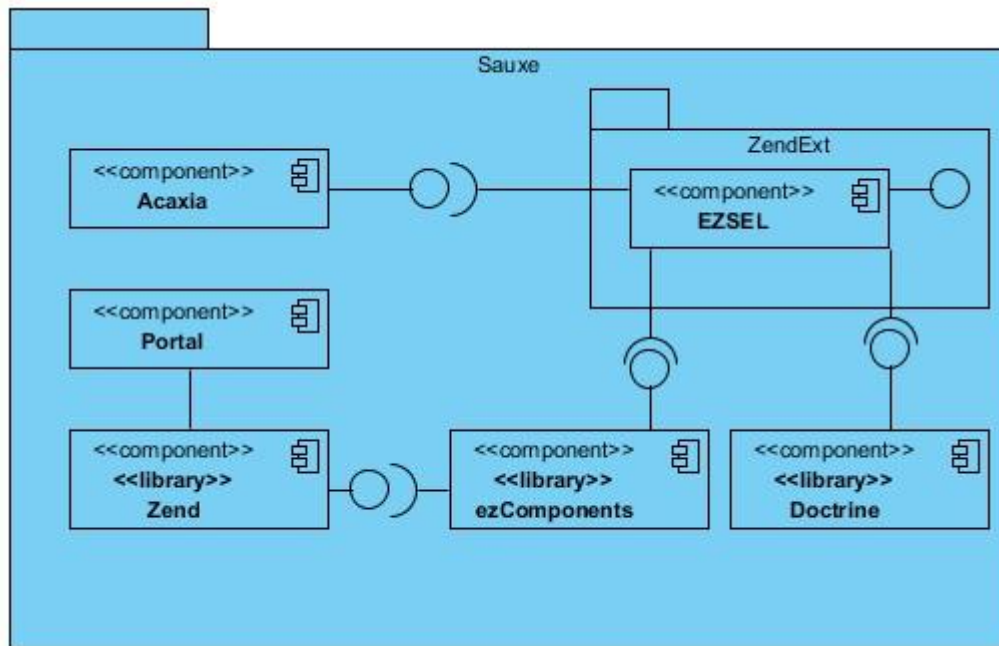 Sauxe
ZendExt
<<component>>
Acaxia
<<component>>
EZSEL
<<component>>
Portal
<<component>>
<<library>>
Zend
<<component>>
<<library>>
ezComponents
<<component>>
<<library>>
Doctrine